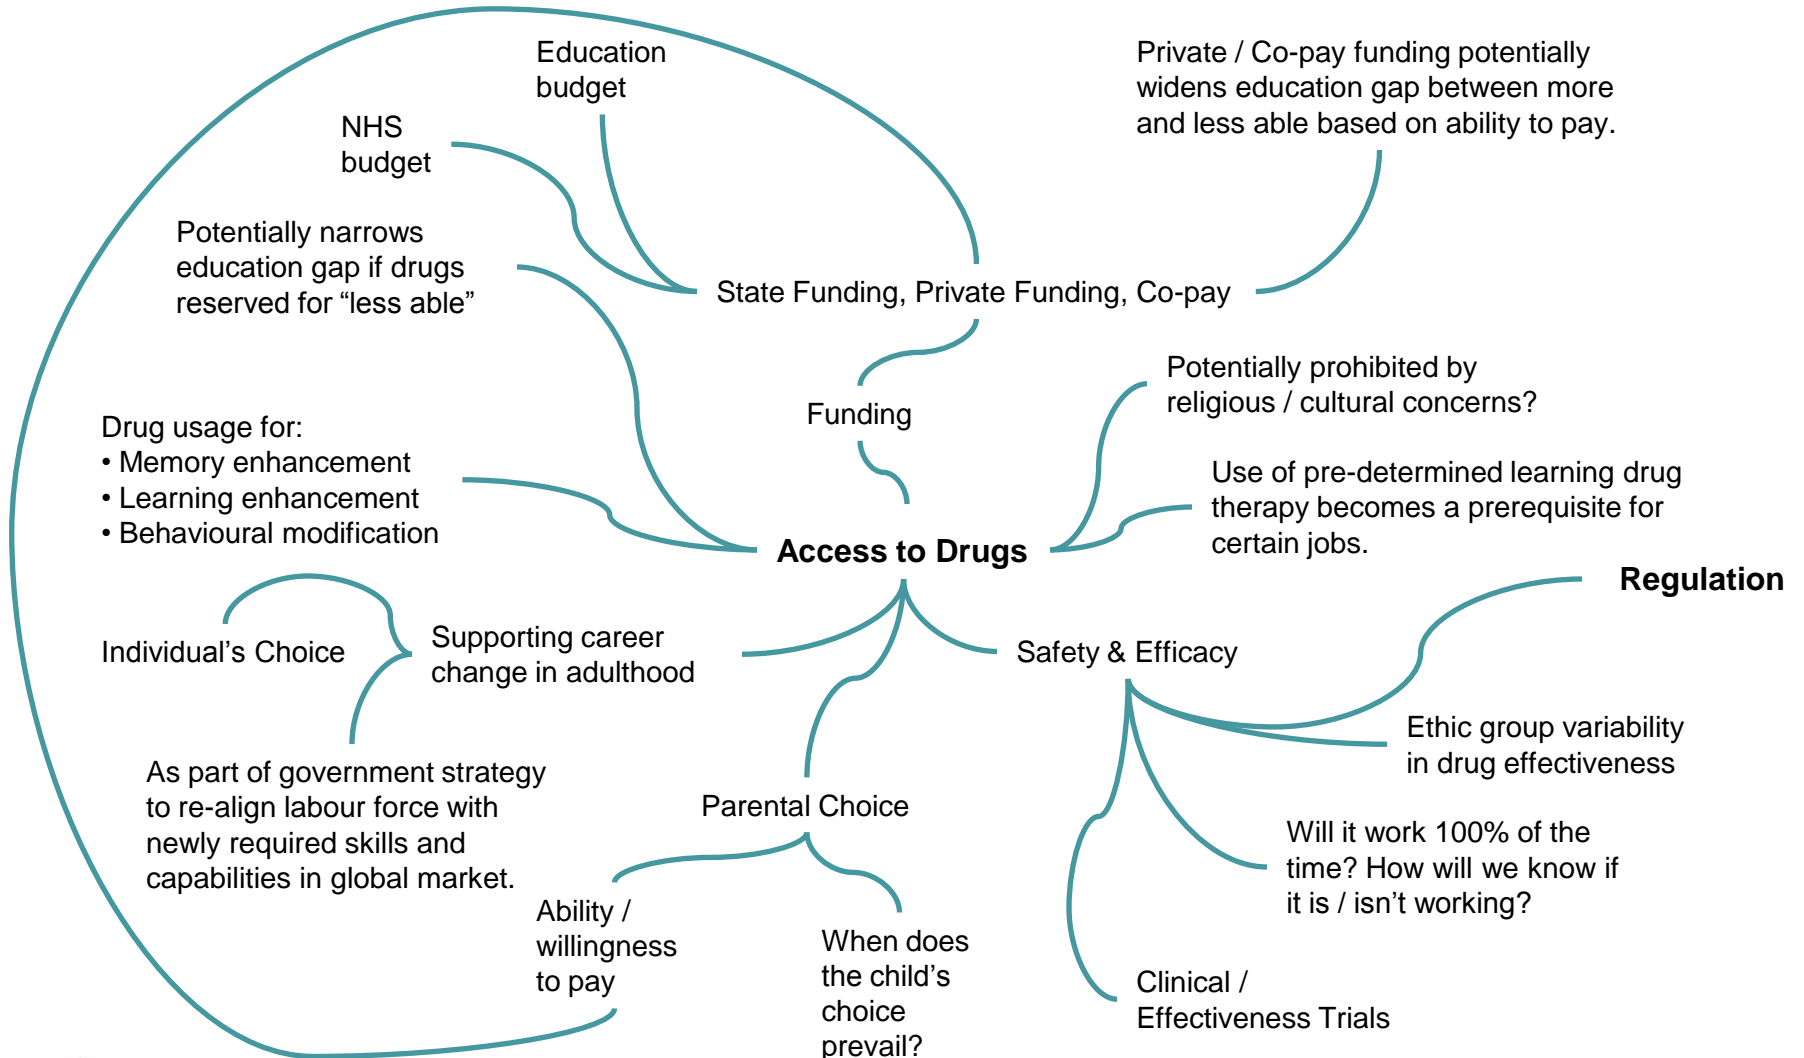 Education
budget
Private / Co-pay funding potentially
widens education gap between more
and less able based on ability to pay.
NHS
budget
Potentially narrows
education gap if drugs
reserved for “less able”
State Funding, Private Funding, Co-pay
Potentially prohibited by
religious / cultural concerns?
Funding
Drug usage for:
• Memory enhancement
• Learning enhancement
• Behavioural modification
Use of pre-determined learning drug
therapy becomes a prerequisite for
certain jobs.
Access to Drugs
Regulation
Individual’s Choice
Supporting career
change in adulthood
Safety & Efficacy
Ethic group variability
in drug effectiveness
As part of government strategy
to re-align labour force with
newly required skills and
capabilities in global market.
Parental Choice
Will it work 100% of the
time? How will we know if
it is / isn’t working?
Ability /
willingness
to pay
When does
the child’s
choice
prevail?
Clinical /
Effectiveness Trials